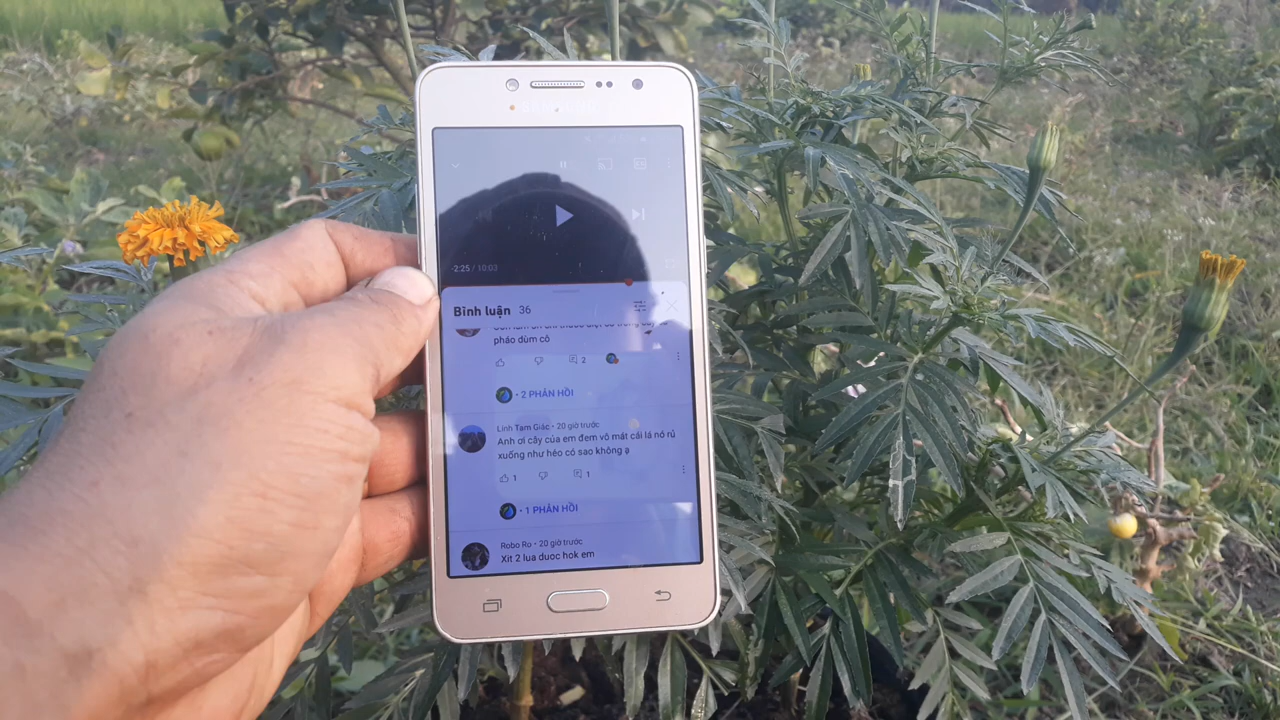 -2:25 / 10:03
Bình luận 36
pháo dùm cô
2
• 2 PHẢN HỒI
Linh Tam Giác • 20 giờ trước
Anh ơi cây của em đem vô mát cái lá nó rủ
xuống như héo có sao không ạ
1 1
• 1 PHẢN HỒI
Robo Ro • 20 giờ trước
Xit 2 lua duoc hok em